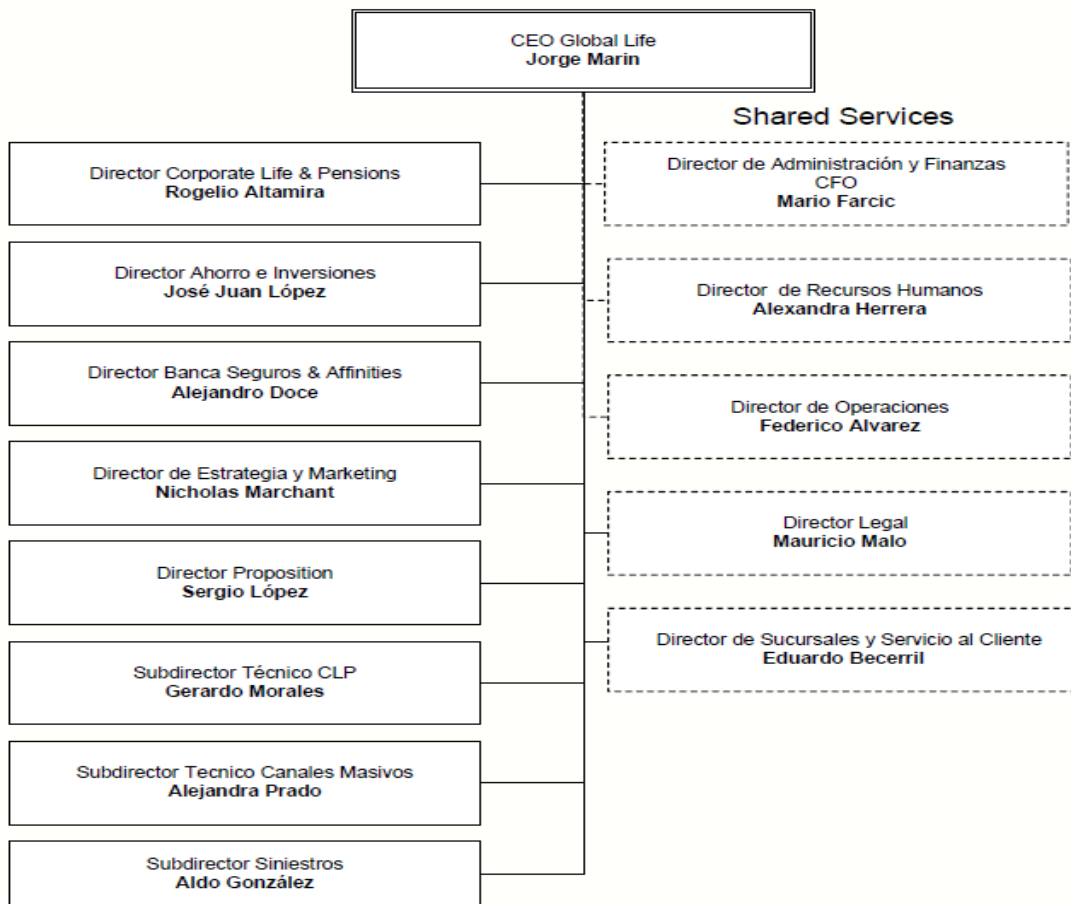 CEO Global Life
Jorge Marin
Shared Services
Director Corporate Life & Pensions
Rogelio Altamira
Director Ahorro e Inversiones
José Juan López
Director Banca Seguros & Affinities
Alejandro Doce
Director de Estrategia y Marketing
Nicholas Marchant
Director Proposition
Sergio López
Subdirector Técnico CLP
Gerardo Morales
Subdirector Tecnico Canales Masivos
Alejandra Prado
Subdirector Siniestros
Aldo González
Director de Administración y Finanzas
CFO
Mario Farcic
Director de Recursos Humanos
Alexandra Herrera
Director de Operaciones
Federico Alvarez
Director Legal
Mauricio Malo
Director de Sucursales y Servicio al Cliente
Eduardo Becerril